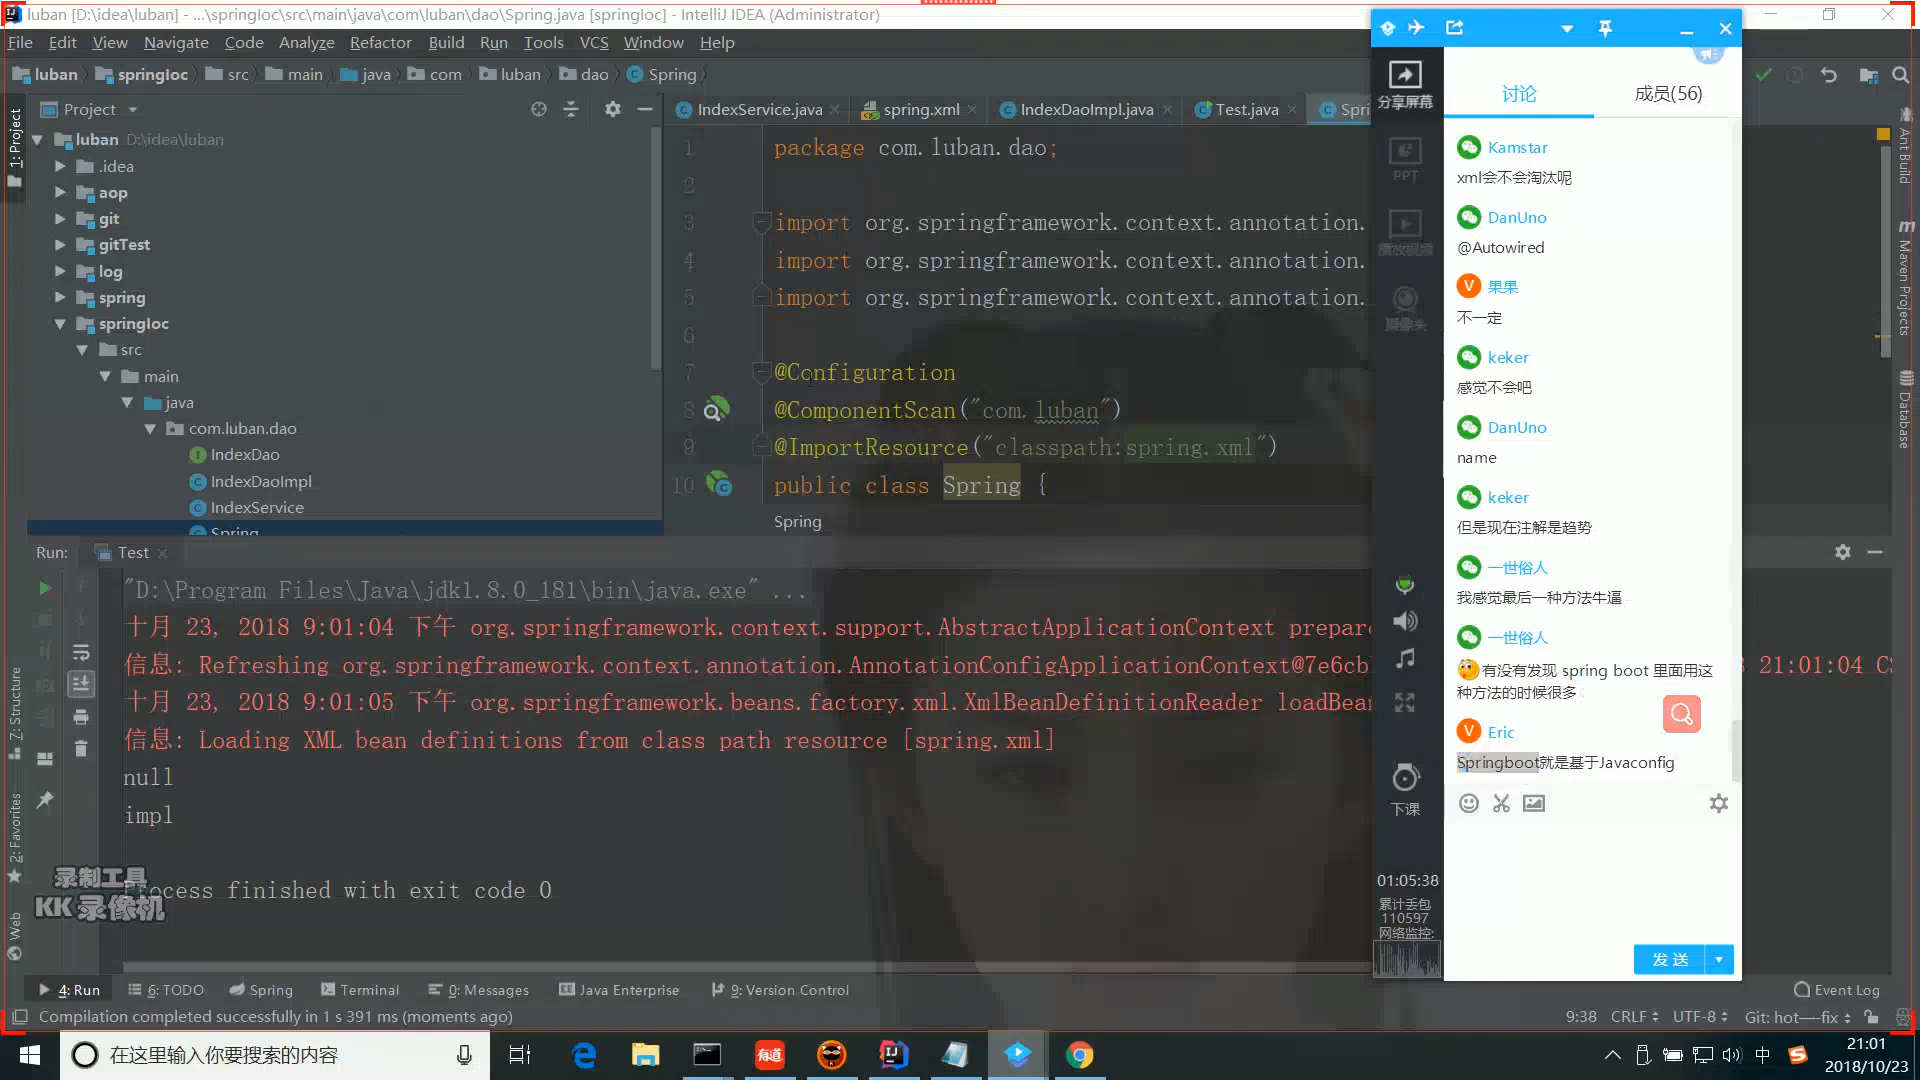 luban [D:\idea\luban] - ...\springIoc\src\main\java\com\luban\dao\Spring.java [springIoc] - IntelliJ IDEA (Administrator)
File Edit View Navigate Code Analyze Refactor Build Run Tools VCS Window Help
luban springIoc src main java com luban dao Spring
Project
IndexService.java spring.xml IndexDaoImpl.java Test.java Spri
1: Project
luban D:\idea\luban
.idea
aop
git
gitTest
log
spring
springIoc
src
main
java
com.luban.dao
IndexDao
IndexDaoImpl
IndexService
Spring
1 package com.luban.dao;
2
3 import org.springframework.context.annotation.
4 import org.springframework.context.annotation.
5 import org.springframework.context.annotation.
6
7 @Configuration
8 @ComponentScan("com.luban")
9 @ImportResource("classpath:spring.xml")
10 public class Spring {
Spring
Run: Test
"D:\Program Files\Java\jdk1.8.0_181\bin\java.exe" ...
十月 23, 2018 9:01:04 下午 org.springframework.context.support.AbstractApplicationContext prepar
信息: Refreshing org.springframework.context.annotation.AnnotationConfigApplicationContext@7e6cb
21:01:04 CS
十月 23, 2018 9:01:05 下午 org.springframework.beans.factory.xml.XmlBeanDefinitionReader loadBea
信息: Loading XML bean definitions from class path resource [spring.xml]
null
impl
Process finished with exit code 0
录制工具
KK 录像机
7: Structure
2: Favorites
Web
Ant Build
Maven Projects
Database
分享屏幕
PPT
播放视频
摄像头
下课
01:05:38
累计丢包
110597
网络监控:
讨论 成员(56)
Kamstar
xml会不会淘汰呢
DanUno
@Autowired
果果
不一定
keker
感觉不会吧
DanUno
name
keker
但是现在注解是趋势
一世俗人
我感觉最后一种方法牛逼
一世俗人
有没有发现 spring boot 里面用这
种方法的时候很多
Eric
Springboot就是基于Javaconfig
发送
4: Run 6: TODO Spring Terminal 0: Messages Java Enterprise 9: Version Control Event Log
Compilation completed successfully in 1 s 391 ms (moments ago)
9:38 CRLF UTF-8 Git: hot—-fix
在这里输入你要搜索的内容
有道
中
21:01
2018/10/23